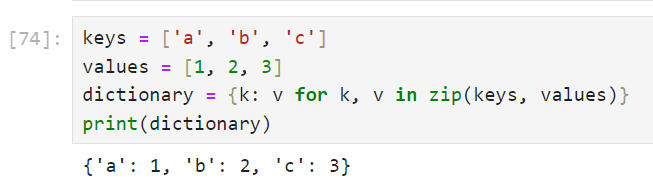 [74]: keys = ['a', 'b', 'c']
values = [1, 2, 3]
dictionary = {k: v for k, v in zip(keys, values)}
print(dictionary)
{'a': 1, 'b': 2, 'c': 3}